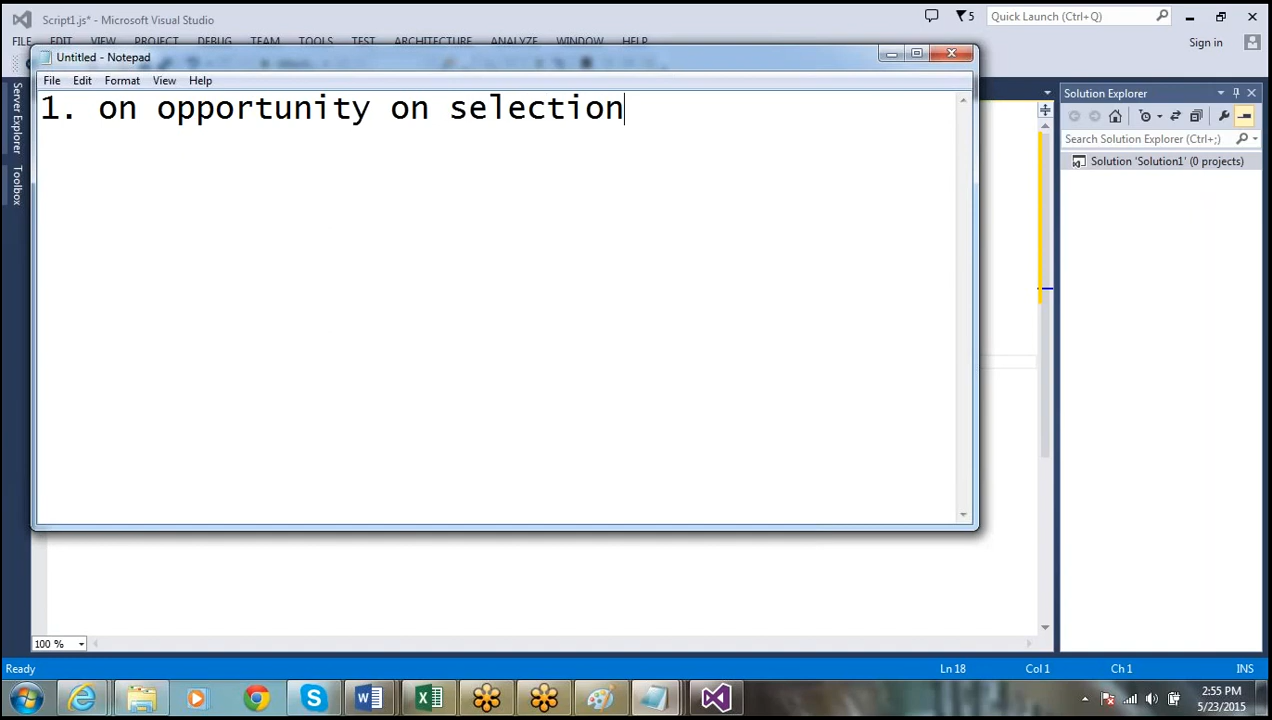 Script1.js* - Microsoft Visual Studio
5
Quick Launch (Ctrl+Q)
FILE EDIT VIEW PROJECT DEBUG TEAM TOOLS TEST ARCHITECTURE ANALYZE WINDOW HELP
Sign in
Untitled - Notepad
File Edit Format View Help
1. on opportunity on selection
Server Explorer
Toolbox
Solution Explorer
Search Solution Explorer (Ctrl+;)
Solution 'Solution1' (0 projects)
100 %
Ready
Ln 18
Col 1
Ch 1
INS
2:55 PM
5/23/2015